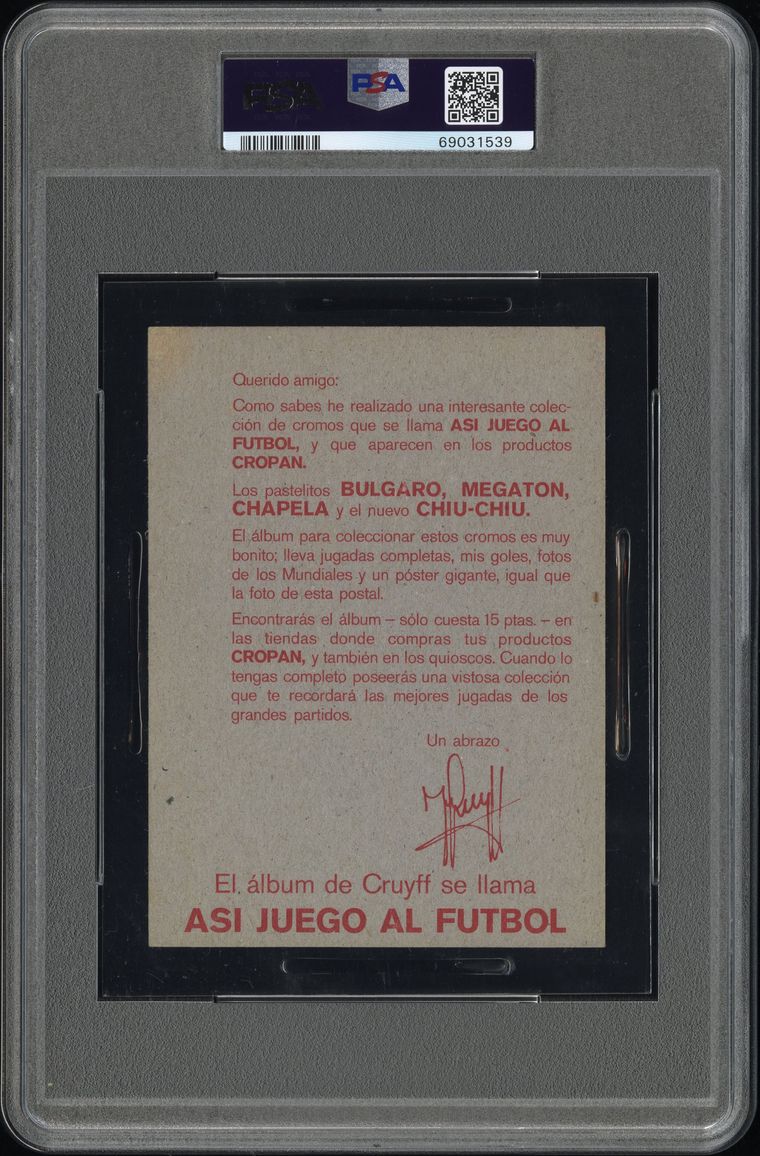 PSA
PSA
69031539
Querido amigo:
Como sabes he realizado una interesante colec-
ción de cromos que se llama ASI JUEGO AL
FUTBOL, y que aparecen en los productos
CROPAN.
Los pastelitos BULGARO, MEGATON,
CHAPELA y el nuevo CHIU-CHIU.
El álbum para coleccionar estos cromos es muy
bonito; lleva jugadas completas, mis goles, fotos
de los Mundiales y un póster gigante, igual que
la foto de esta postal.
Encontrarás el álbum – sólo cuesta 15 ptas. – en
las tiendas donde compras tus productos
CROPAN, y también en los quioscos. Cuando lo
tengas completo poseerás una vistosa colección
que te recordará las mejores jugadas de los
grandes partidos.
Un abrazo
El álbum de Cruyff se llama
ASI JUEGO AL FUTBOL